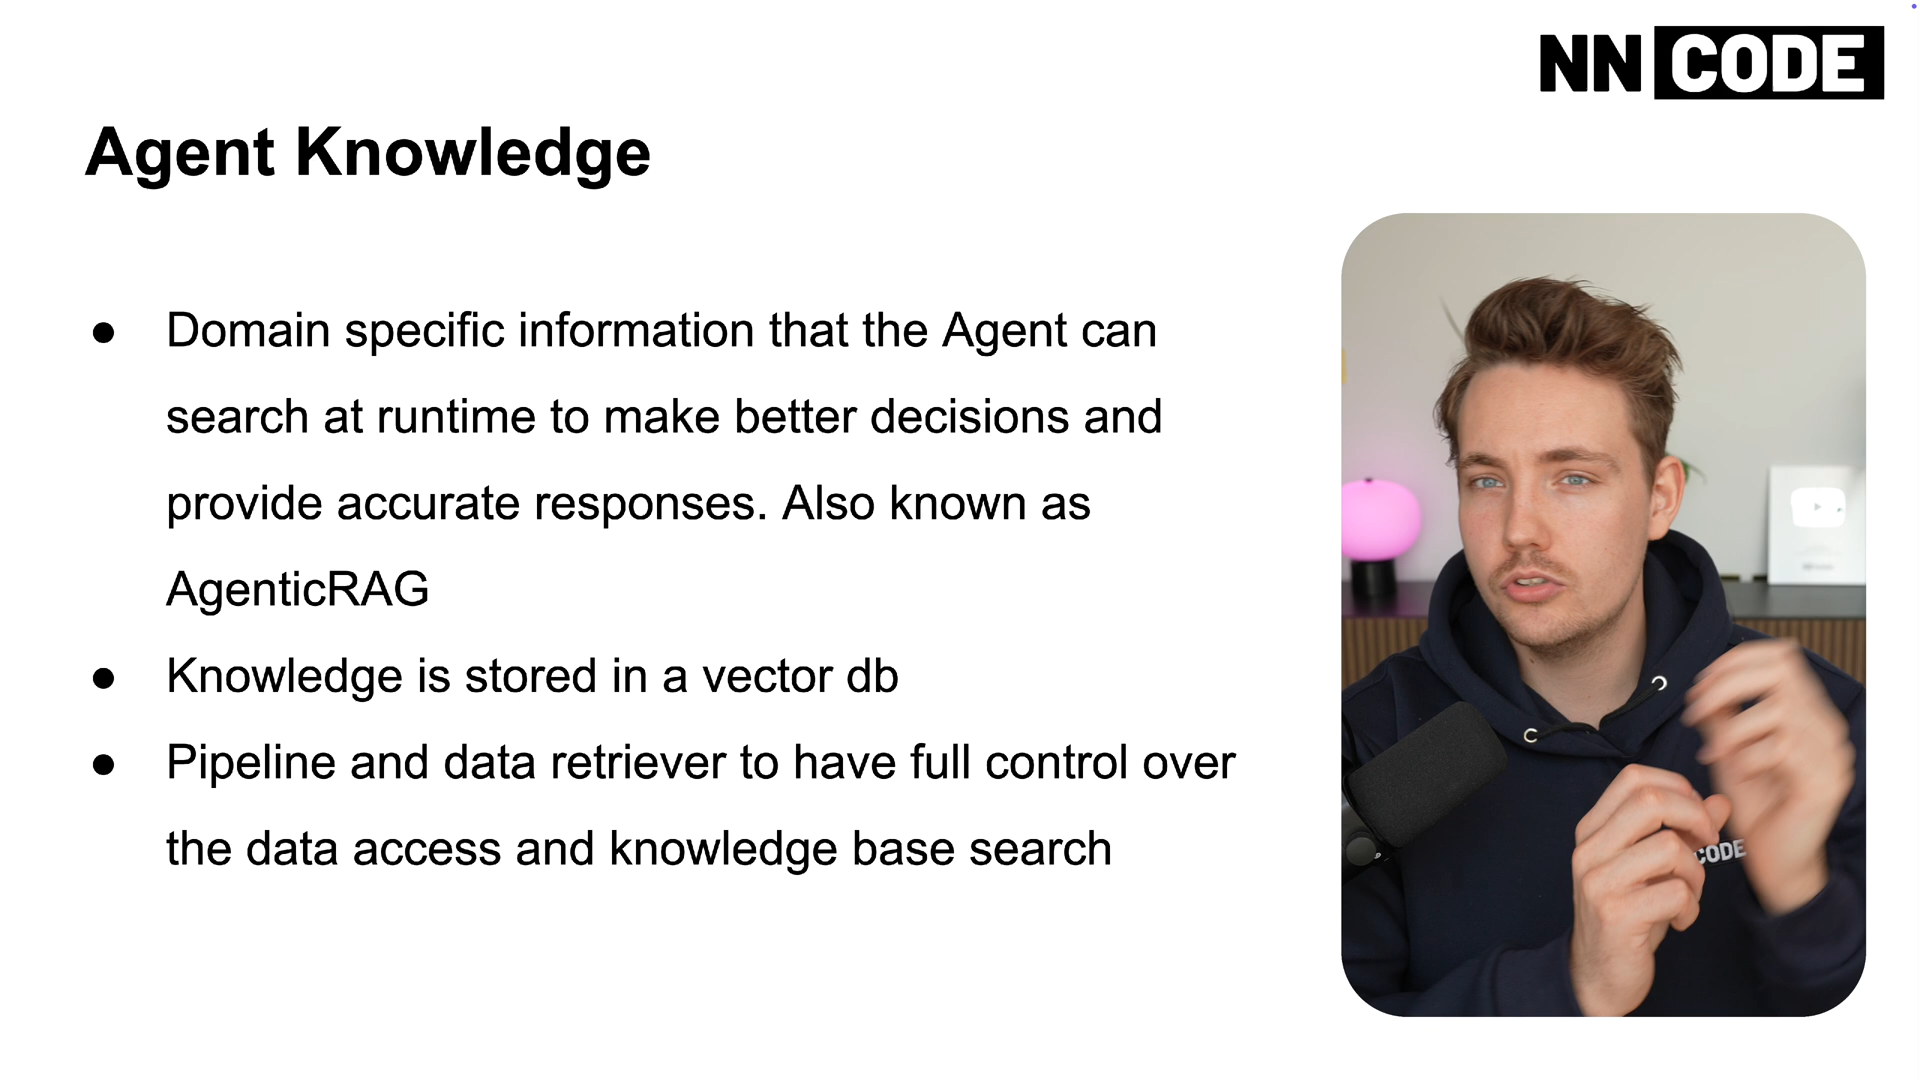 NN CODE
Agent Knowledge
● Domain specific information that the Agent can
search at runtime to make better decisions and
provide accurate responses. Also known as
AgenticRAG
● Knowledge is stored in a vector db
● Pipeline and data retriever to have full control over
the data access and knowledge base search
CODE